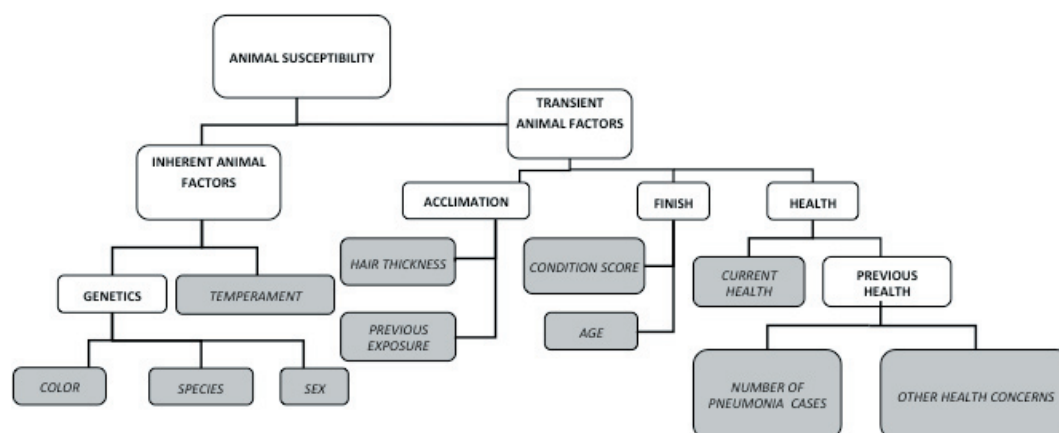 ANIMAL SUSCEPTIBILITY
TRANSIENT
ANIMAL FACTORS
INHERENT ANIMAL
FACTORS
ACCLIMATION
FINISH
HEALTH
HAIR THICKNESS
CONDITION SCORE
CURRENT
HEALTH
PREVIOUS
HEALTH
GENETICS
TEMPERAMENT
PREVIOUS
EXPOSURE
AGE
COLOR
SPECIES
SEX
NUMBER OF
PNEUMONIA CASES
OTHER HEALTH CONCERNS